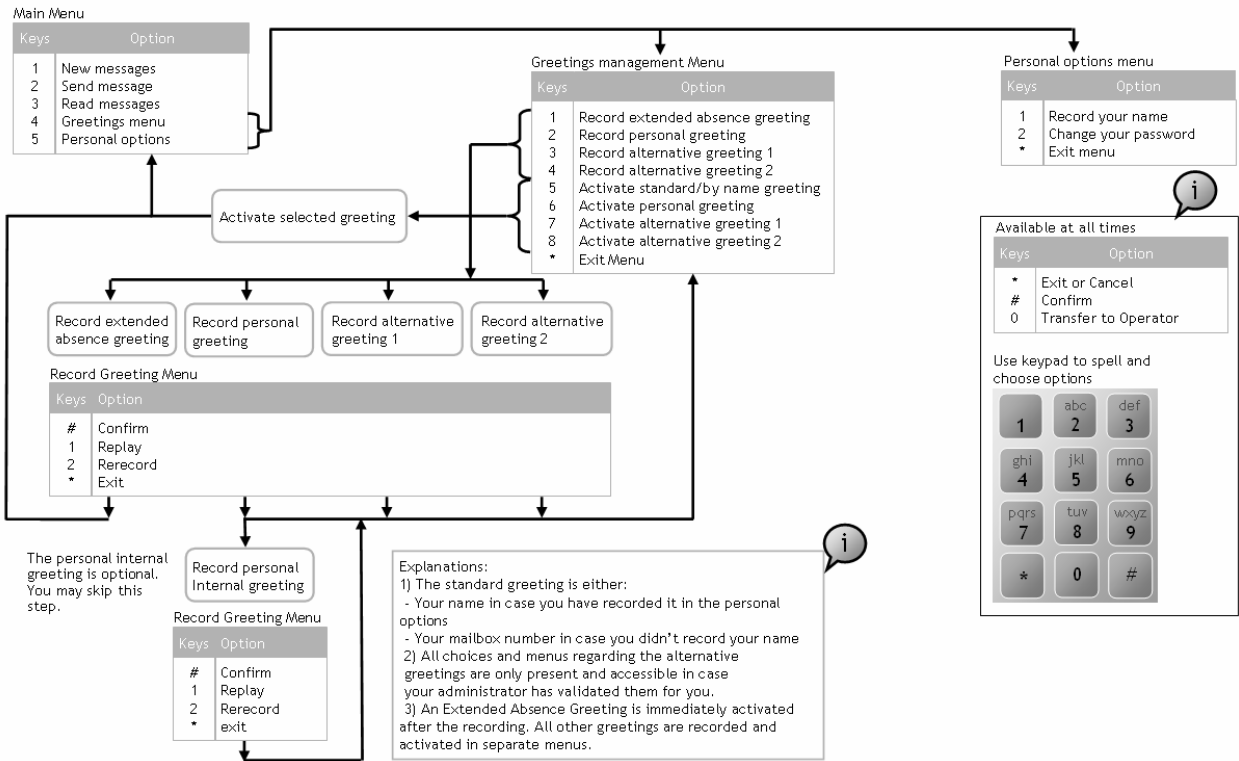 Main Menu
Keys Option
1 New messages
2 Send message
3 Read messages
4 Greetings menu
5 Personal options
Greetings management Menu
Keys Option
1 Record extended absence greeting
2 Record personal greeting
3 Record alternative greeting 1
4 Record alternative greeting 2
5 Activate standard/by name greeting
6 Activate personal greeting
7 Activate alternative greeting 1
8 Activate alternative greeting 2
* Exit Menu
Personal options menu
Keys Option
1 Record your name
2 Change your password
* Exit menu
Activate selected greeting
i
Available at all times
Keys Option
* Exit or Cancel
# Confirm
0 Transfer to Operator
Use keypad to spell and
choose options
1
abc
2
def
3
ghi
4
jkl
5
mno
6
pqrs
7
tuv
8
wxyz
9
*
0
#
Record extended
absence greeting
Record personal
greeting
Record alternative
greeting 1
Record alternative
greeting 2
Record Greeting Menu
Keys Option
# Confirm
1 Replay
2 Rerecord
* Exit
The personal internal
greeting is optional.
You may skip this
step.
Record personal
Internal greeting
Record Greeting Menu
Keys Option
# Confirm
1 Replay
2 Rerecord
* exit
i
Explanations:
1) The standard greeting is either:
- Your name in case you have recorded it in the personal
options
- Your mailbox number in case you didn't record your name
2) All choices and menus regarding the alternative
greetings are only present and accessible in case
your administrator has validated them for you.
3) An Extended Absence Greeting is immediately activated
after the recording. All other greetings are recorded and
activated in separate menus.